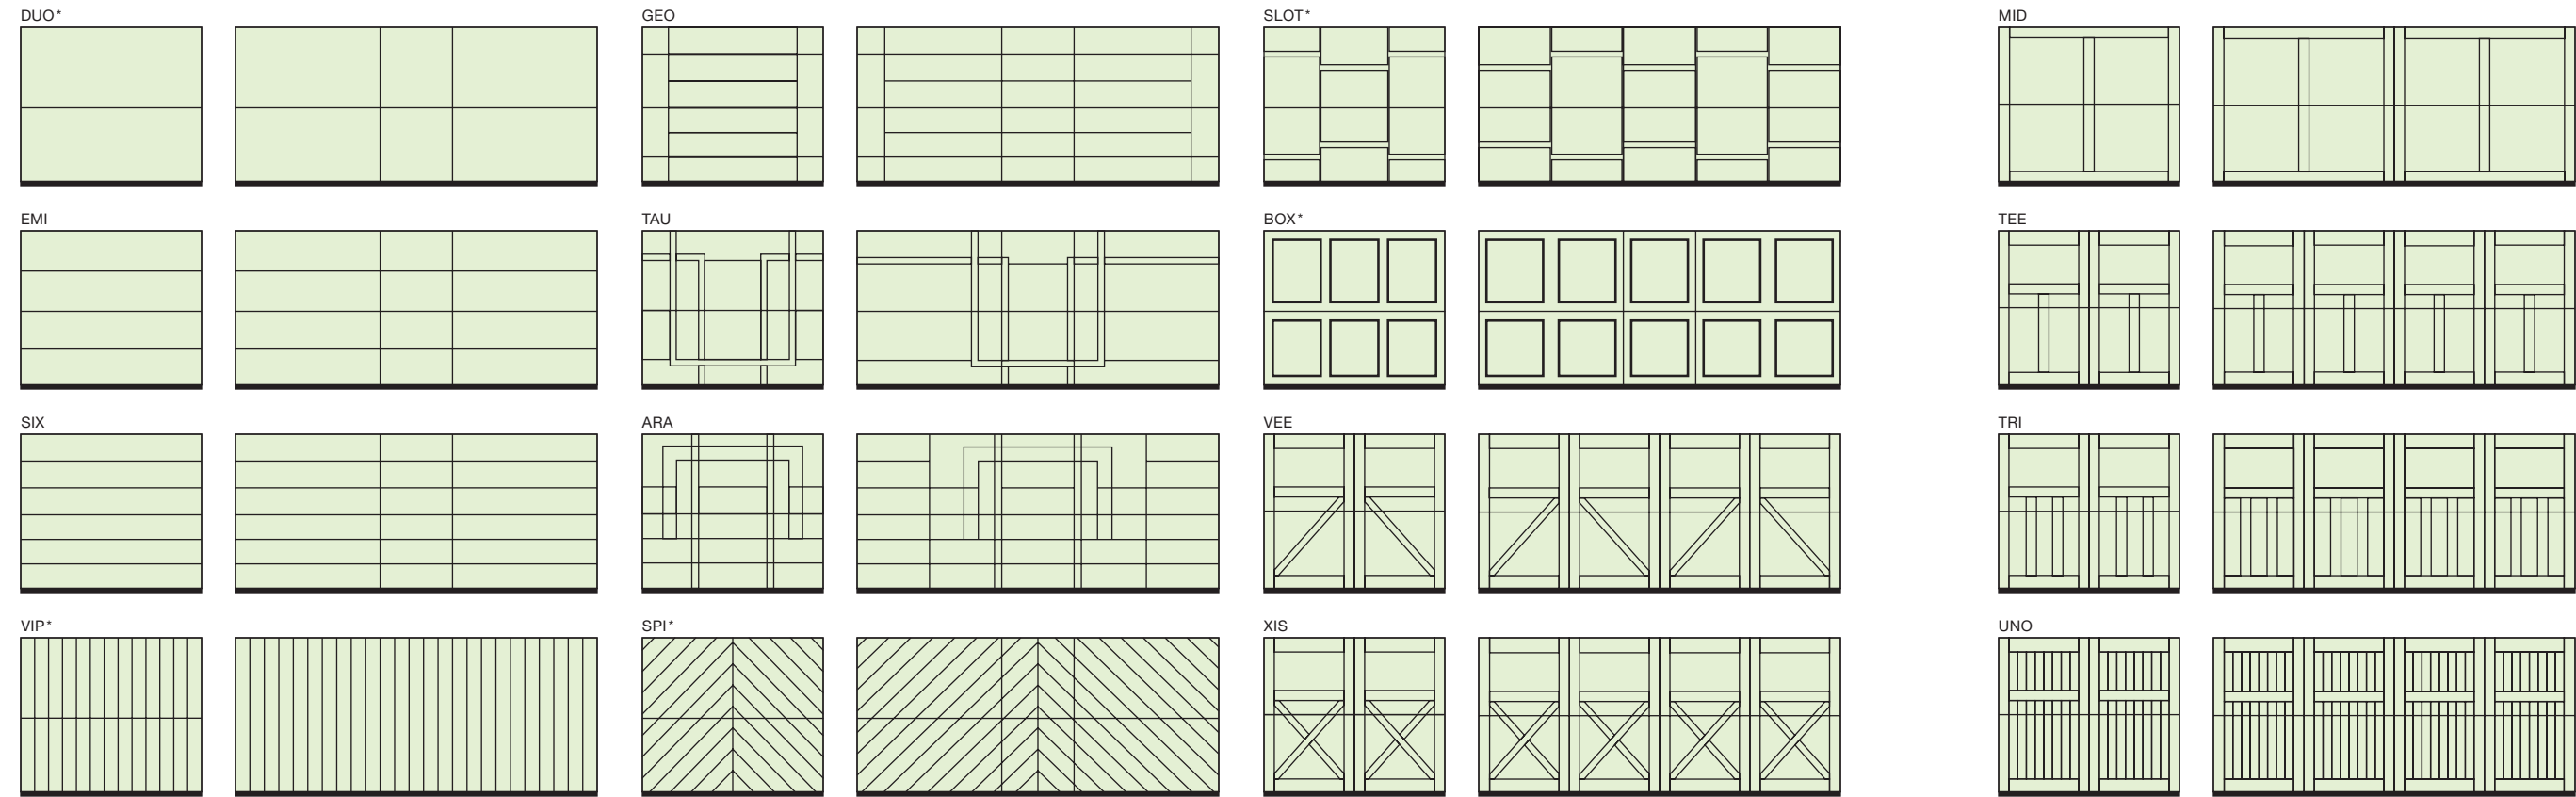 DUO*
GEO
SLOT*
MID
EMI
TAU
BOX*
TEE
SIX
ARA
VEE
TRI
VIP*
SPI*
XIS
UNO